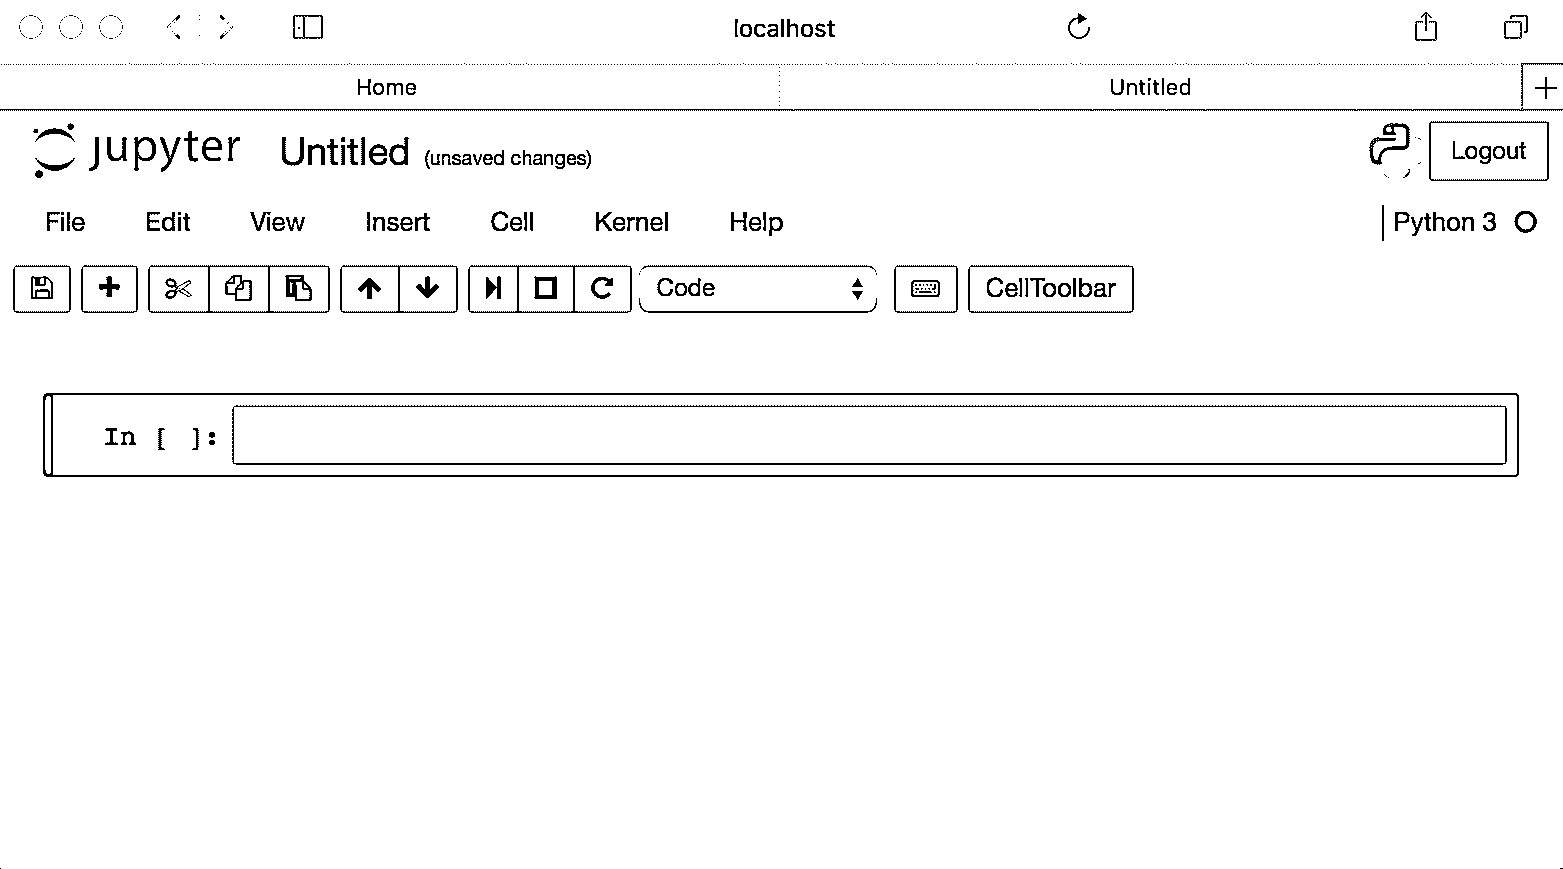 localhost
Home Untitled
jupyter Untitled (unsaved changes) Logout
File Edit View Insert Cell Kernel Help Python 3
Code CellToolbar
In [ ]: